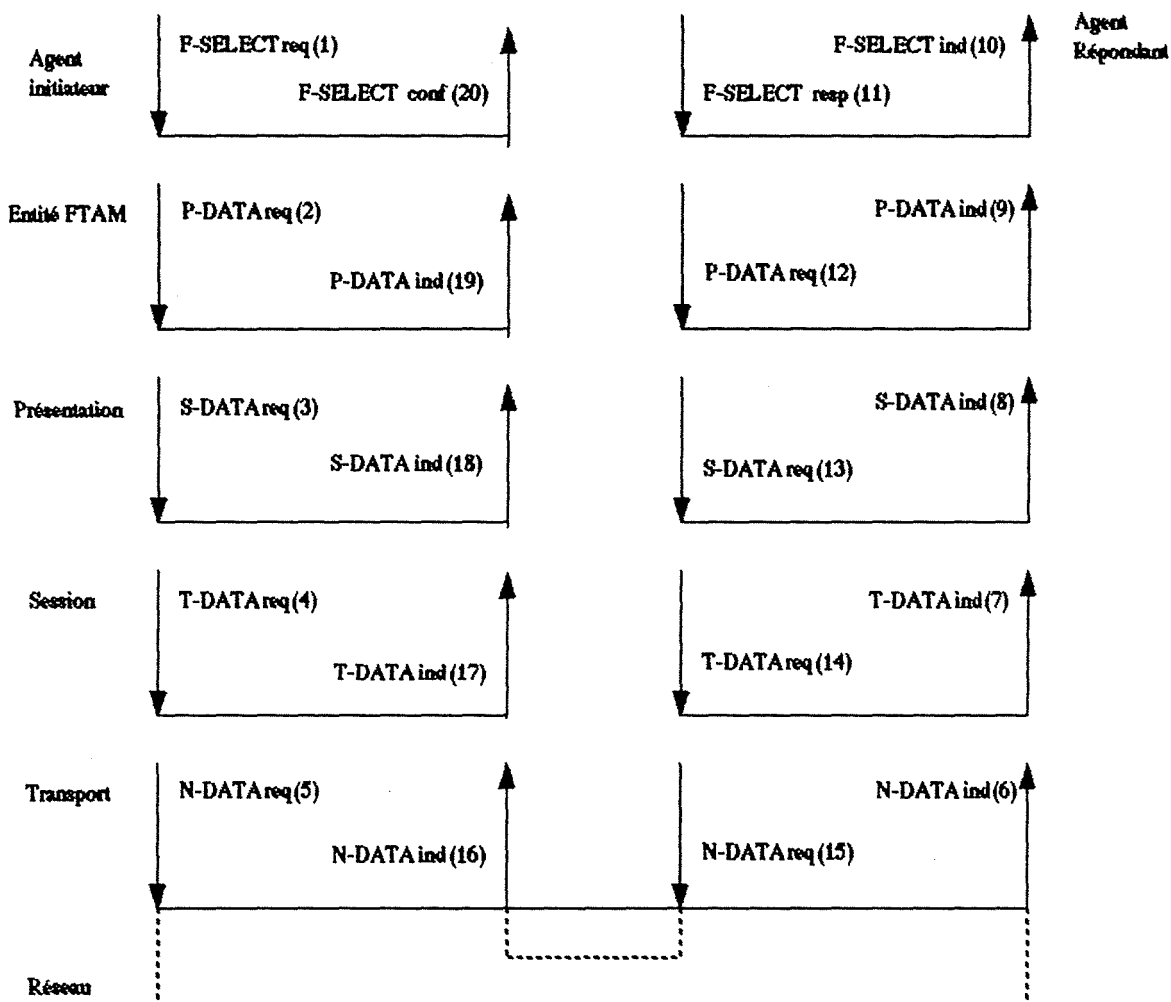 Agent
initiateur
F-SELECT req (1)
F-SELECT conf (20)
F-SELECT ind (10)
F-SELECT resp (11)
Agent
Répondant
Entité FTAM
P-DATA req (2)
P-DATA ind (19)
P-DATA ind (9)
P-DATA req (12)
Présentation
S-DATA req (3)
S-DATA ind (18)
S-DATA ind (8)
S-DATA req (13)
Session
T-DATA req (4)
T-DATA ind (17)
T-DATA ind (7)
T-DATA req (14)
Transport
N-DATA req (5)
N-DATA ind (16)
N-DATA ind (6)
N-DATA req (15)
Réseau